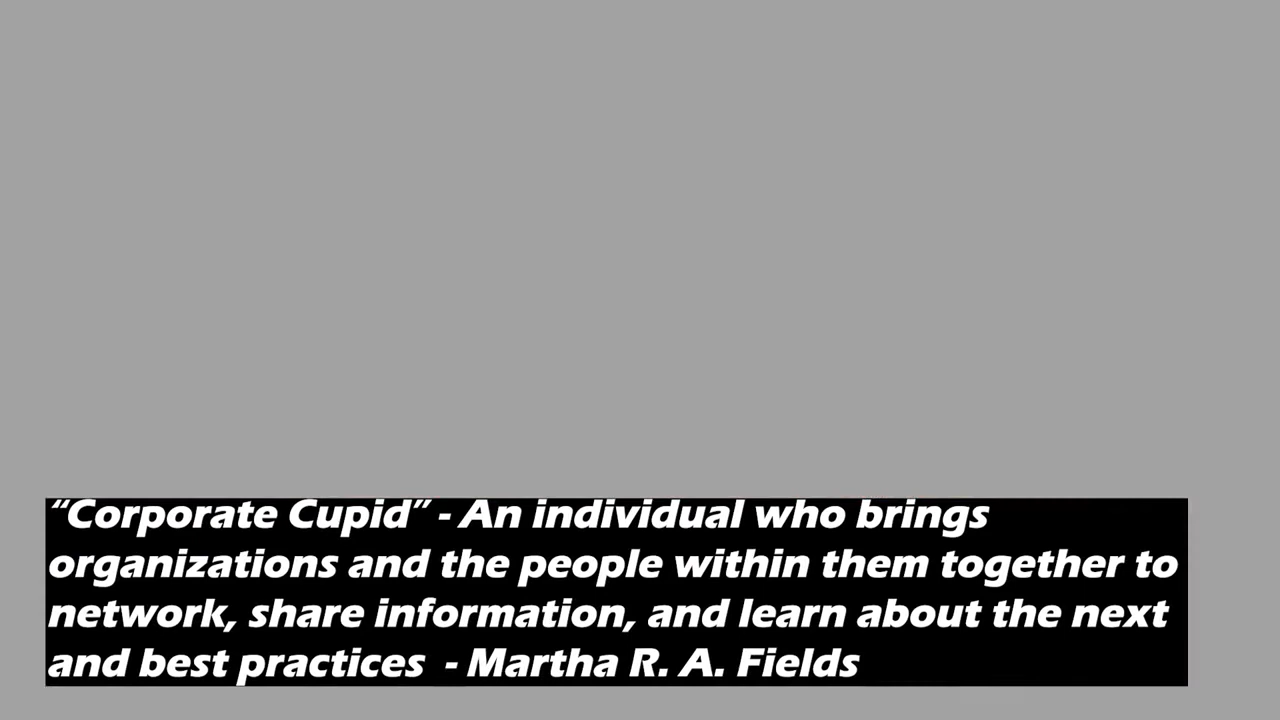 “Corporate Cupid” - An individual who brings
organizations and the people within them together to
network, share information, and learn about the next
and best practices  - Martha R. A. Fields